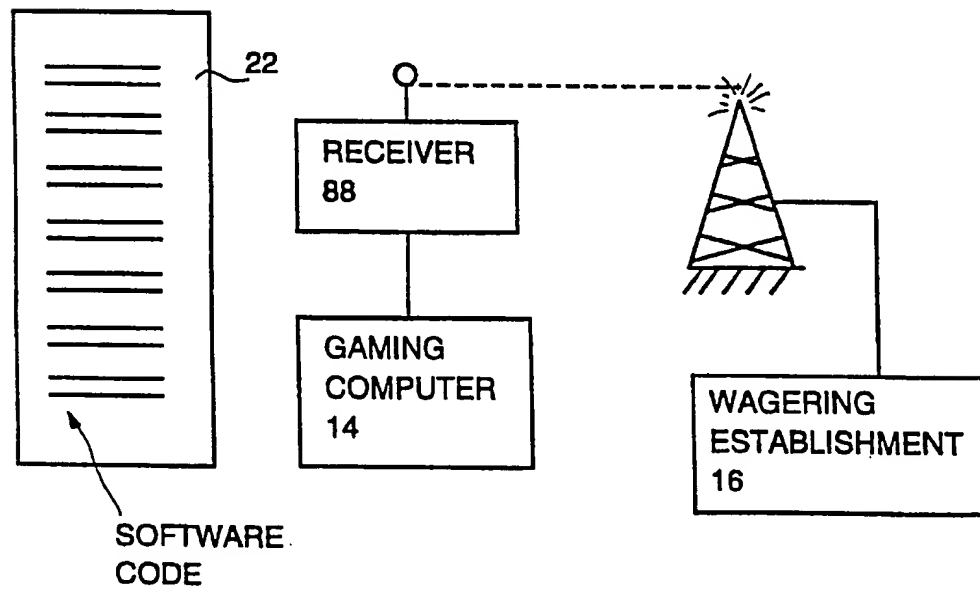 22
RECEIVER
88
GAMING
COMPUTER
14
WAGERING
ESTABLISHMENT
16
SOFTWARE
CODE